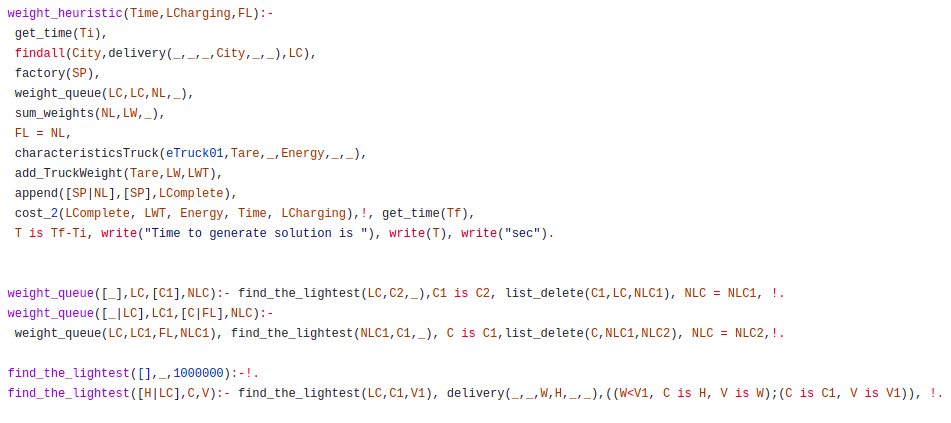 weight_heuristic(Time,LCharging,FL):-
get_time(Ti),
findall(City,delivery(_,_,_,City,_,_),LC),
factory(SP),
weight_queue(LC,LC,NL,_),
sum_weights(NL,LW,_),
FL = NL,
characteristicsTruck(eTruck01,Tare,_,Energy,_,_),
add_TruckWeight(Tare,LW,LWT),
append([SP|NL],[SP],LComplete),
cost_2(LComplete, LWT, Energy, Time, LCharging),!, get_time(Tf),
T is Tf-Ti, write("Time to generate solution is "), write(T), write("sec").
weight_queue([_],LC,[C1],NLC):- find_the_lightest(LC,C2,_),C1 is C2, list_delete(C1,LC,NLC1), NLC = NLC1, !.
weight_queue([_|LC],LC1,[C|FL],NLC):-
weight_queue(LC,LC1,FL,NLC1), find_the_lightest(NLC1,C1,_), C is C1,list_delete(C,NLC1,NLC2), NLC = NLC2,!.
find_the_lightest([],_,1000000):-!.
find_the_lightest([H|LC],C,V):- find_the_lightest(LC,C1,V1), delivery(_,_,W,H,_,_),((W<V1, C is H, V is W);(C is C1, V is V1)), !.